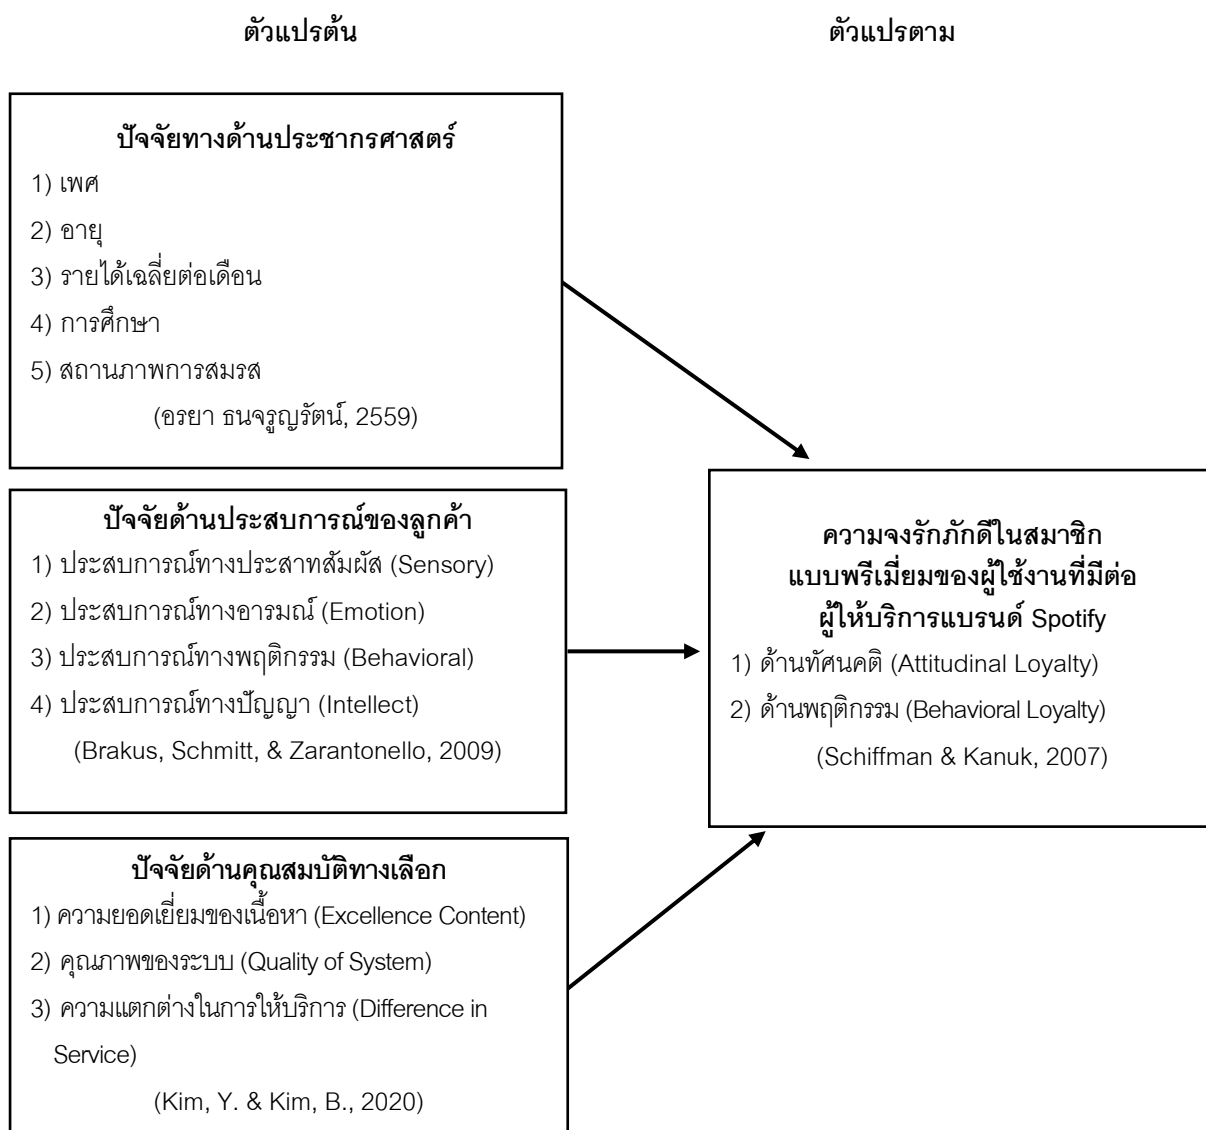 ตัวแปรต้น
ตัวแปรตาม
ปัจจัยทางด้านประชากรศาสตร์
1) เพศ
2) อายุ
3) รายได้เฉลี่ยต่อเดือน
4) การศึกษา
5) สถานภาพการสมรส
(อรยา ธนจรูญรัตน์, 2559)
ปัจจัยด้านประสบการณ์ของลูกค้า
1) ประสบการณ์ทางประสาทสัมผัส (Sensory)
2) ประสบการณ์ทางอารมณ์ (Emotion)
3) ประสบการณ์ทางพฤติกรรม (Behavioral)
4) ประสบการณ์ทางปัญญา (Intellect)
(Brakus, Schmitt, & Zarantonello, 2009)
ปัจจัยด้านคุณสมบัติทางเลือก
1) ความยอดเยี่ยมของเนื้อหา (Excellence Content)
2) คุณภาพของระบบ (Quality of System)
3) ความแตกต่างในการให้บริการ (Difference in
Service)
(Kim, Y. & Kim, B., 2020)
ความจงรักภักดีในสมาชิก
แบบพรีเมี่ยมของผู้ใช้งานที่มีต่อ
ผู้ให้บริการแบรนด์ Spotify
1) ด้านทัศนคติ (Attitudinal Loyalty)
2) ด้านพฤติกรรม (Behavioral Loyalty)
(Schiffman & Kanuk, 2007)